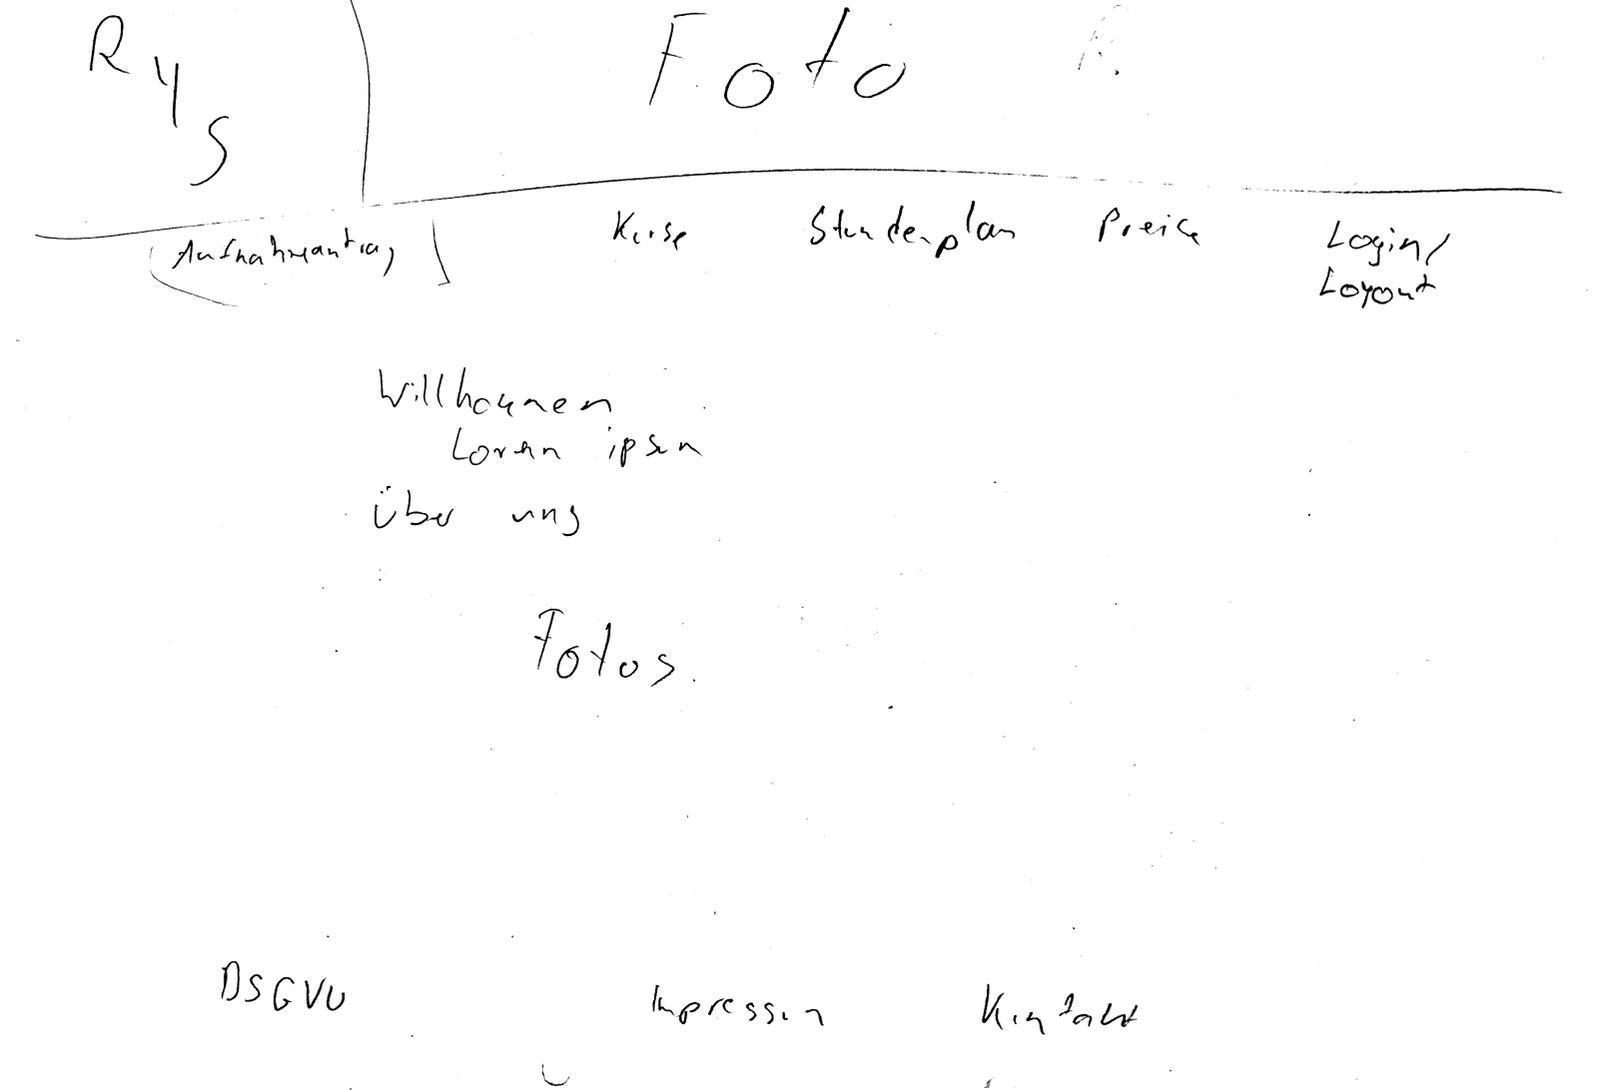 Rys
Foto
Aufnahmeantrag
Kurse Stundenplan Preise Login/
Logout
Willkommen
Lorem ipsum
über uns
Fotos
DSGVO Impressum Kontakt